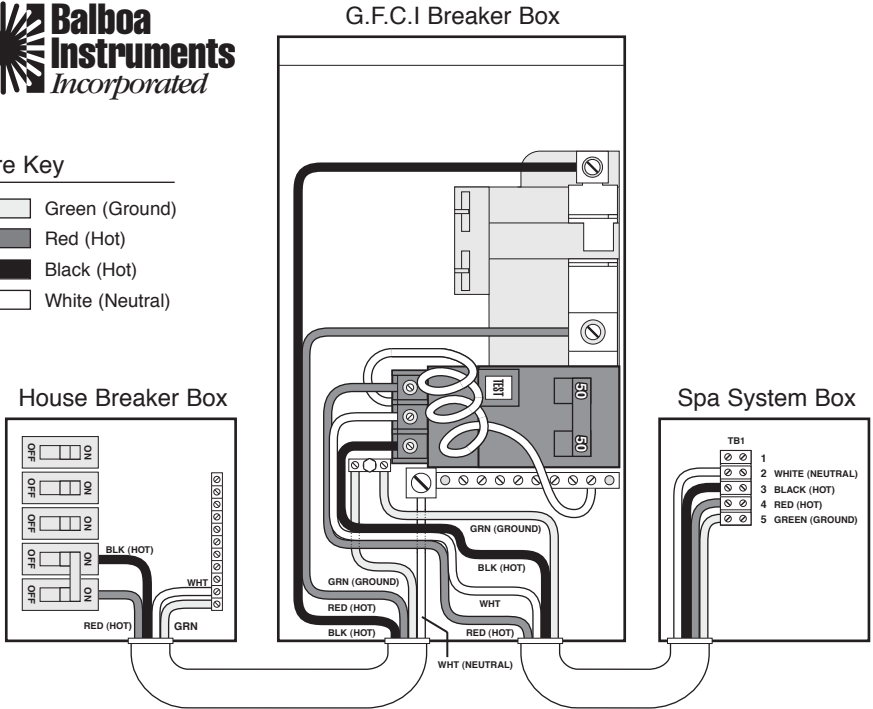 Balboa
Instruments
Incorporated
G.F.C.I Breaker Box
re Key
Green (Ground)
Red (Hot)
Black (Hot)
White (Neutral)
House Breaker Box
OFF ON
OFF ON
OFF ON
OFF ON
OFF ON
BLK (HOT)
WHT
RED (HOT)
GRN
TEST
50
50
GRN (GROUND)
BLK (HOT)
GRN (GROUND)
WHT
RED (HOT)
RED (HOT)
BLK (HOT)
WHT (NEUTRAL)
Spa System Box
TB1
1
2 WHITE (NEUTRAL)
3 BLACK (HOT)
4 RED (HOT)
5 GREEN (GROUND)